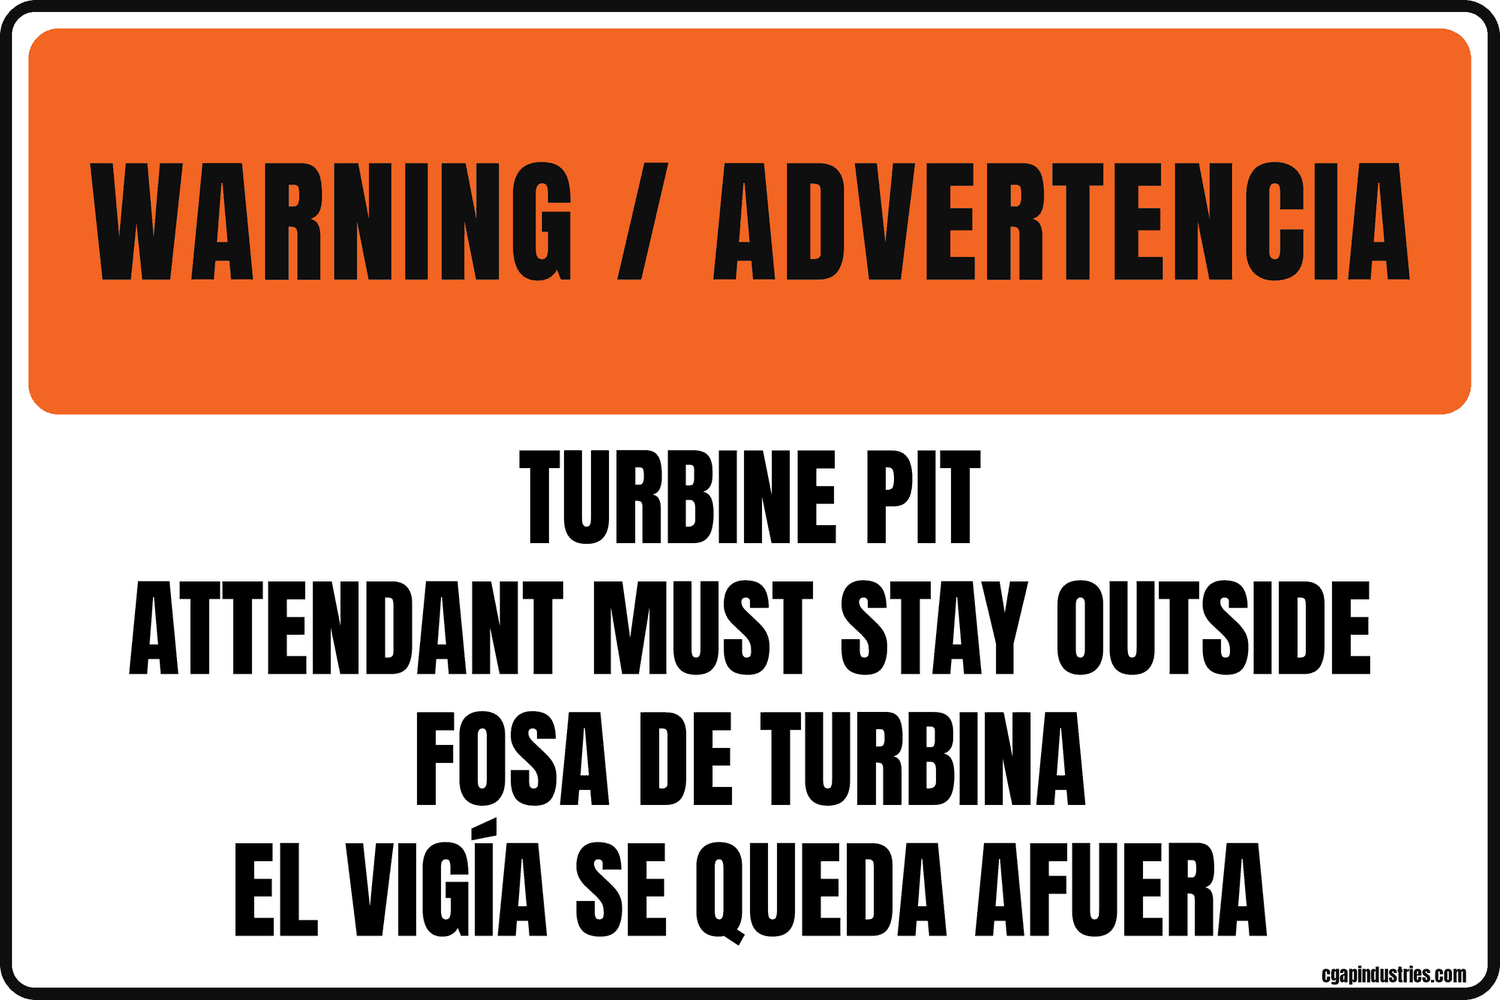 WARNING / ADVERTENCIA
TURBINE PIT
ATTENDANT MUST STAY OUTSIDE
FOSA DE TURBINA
EL VIGÍA SE QUEDA AFUERA
cgapindustries.com